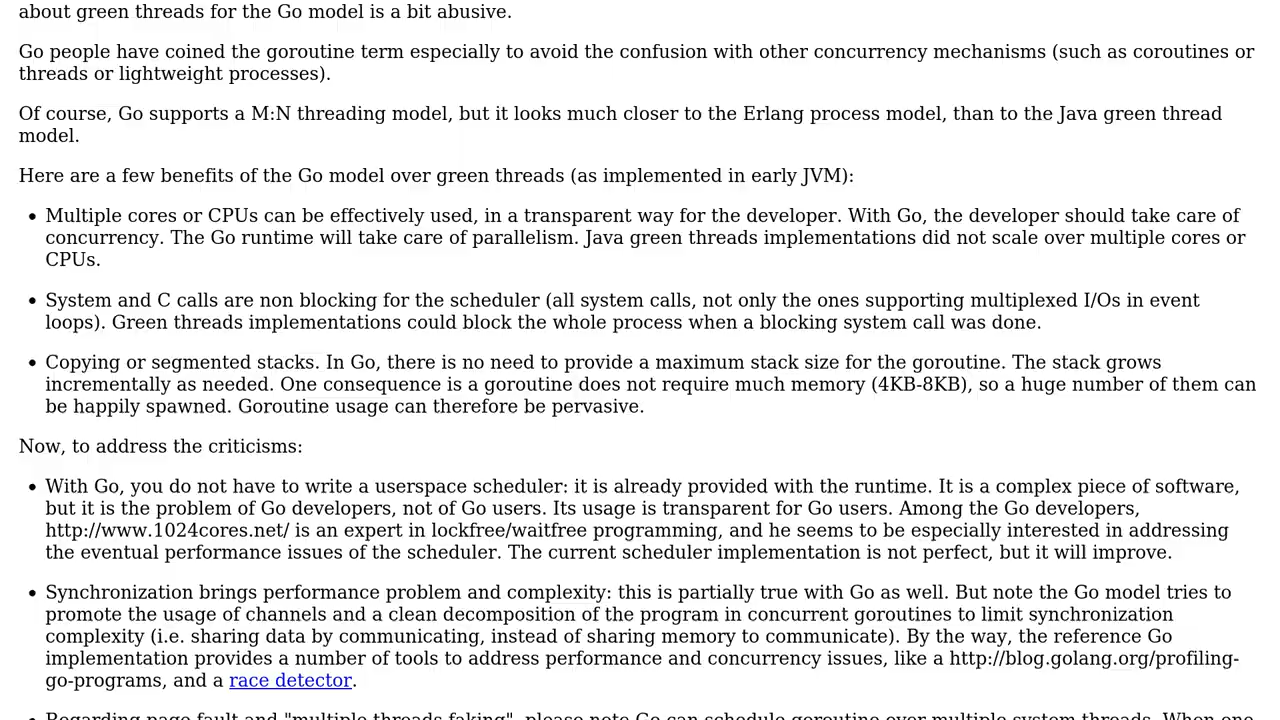 about green threads for the Go model is a bit abusive.
Go people have coined the goroutine term especially to avoid the confusion with other concurrency mechanisms (such as coroutines or
threads or lightweight processes).
Of course, Go supports a M:N threading model, but it looks much closer to the Erlang process model, than to the Java green thread
model.
Here are a few benefits of the Go model over green threads (as implemented in early JVM):
• Multiple cores or CPUs can be effectively used, in a transparent way for the developer. With Go, the developer should take care of
concurrency. The Go runtime will take care of parallelism. Java green threads implementations did not scale over multiple cores or
CPUs.
• System and C calls are non blocking for the scheduler (all system calls, not only the ones supporting multiplexed I/Os in event
loops). Green threads implementations could block the whole process when a blocking system call was done.
• Copying or segmented stacks. In Go, there is no need to provide a maximum stack size for the goroutine. The stack grows
incrementally as needed. One consequence is a goroutine does not require much memory (4KB-8KB), so a huge number of them can
be happily spawned. Goroutine usage can therefore be pervasive.
Now, to address the criticisms:
• With Go, you do not have to write a userspace scheduler: it is already provided with the runtime. It is a complex piece of software,
but it is the problem of Go developers, not of Go users. Its usage is transparent for Go users. Among the Go developers,
http://www.1024cores.net/ is an expert in lockfree/waitfree programming, and he seems to be especially interested in addressing
the eventual performance issues of the scheduler. The current scheduler implementation is not perfect, but it will improve.
• Synchronization brings performance problem and complexity: this is partially true with Go as well. But note the Go model tries to
promote the usage of channels and a clean decomposition of the program in concurrent goroutines to limit synchronization
complexity (i.e. sharing data by communicating, instead of sharing memory to communicate). By the way, the reference Go
implementation provides a number of tools to address performance and concurrency issues, like a http://blog.golang.org/profiling-
go-programs, and a race detector.
• Regarding page fault and "multiple threads faking", please note Go can schedule goroutine over multiple system threads. When one